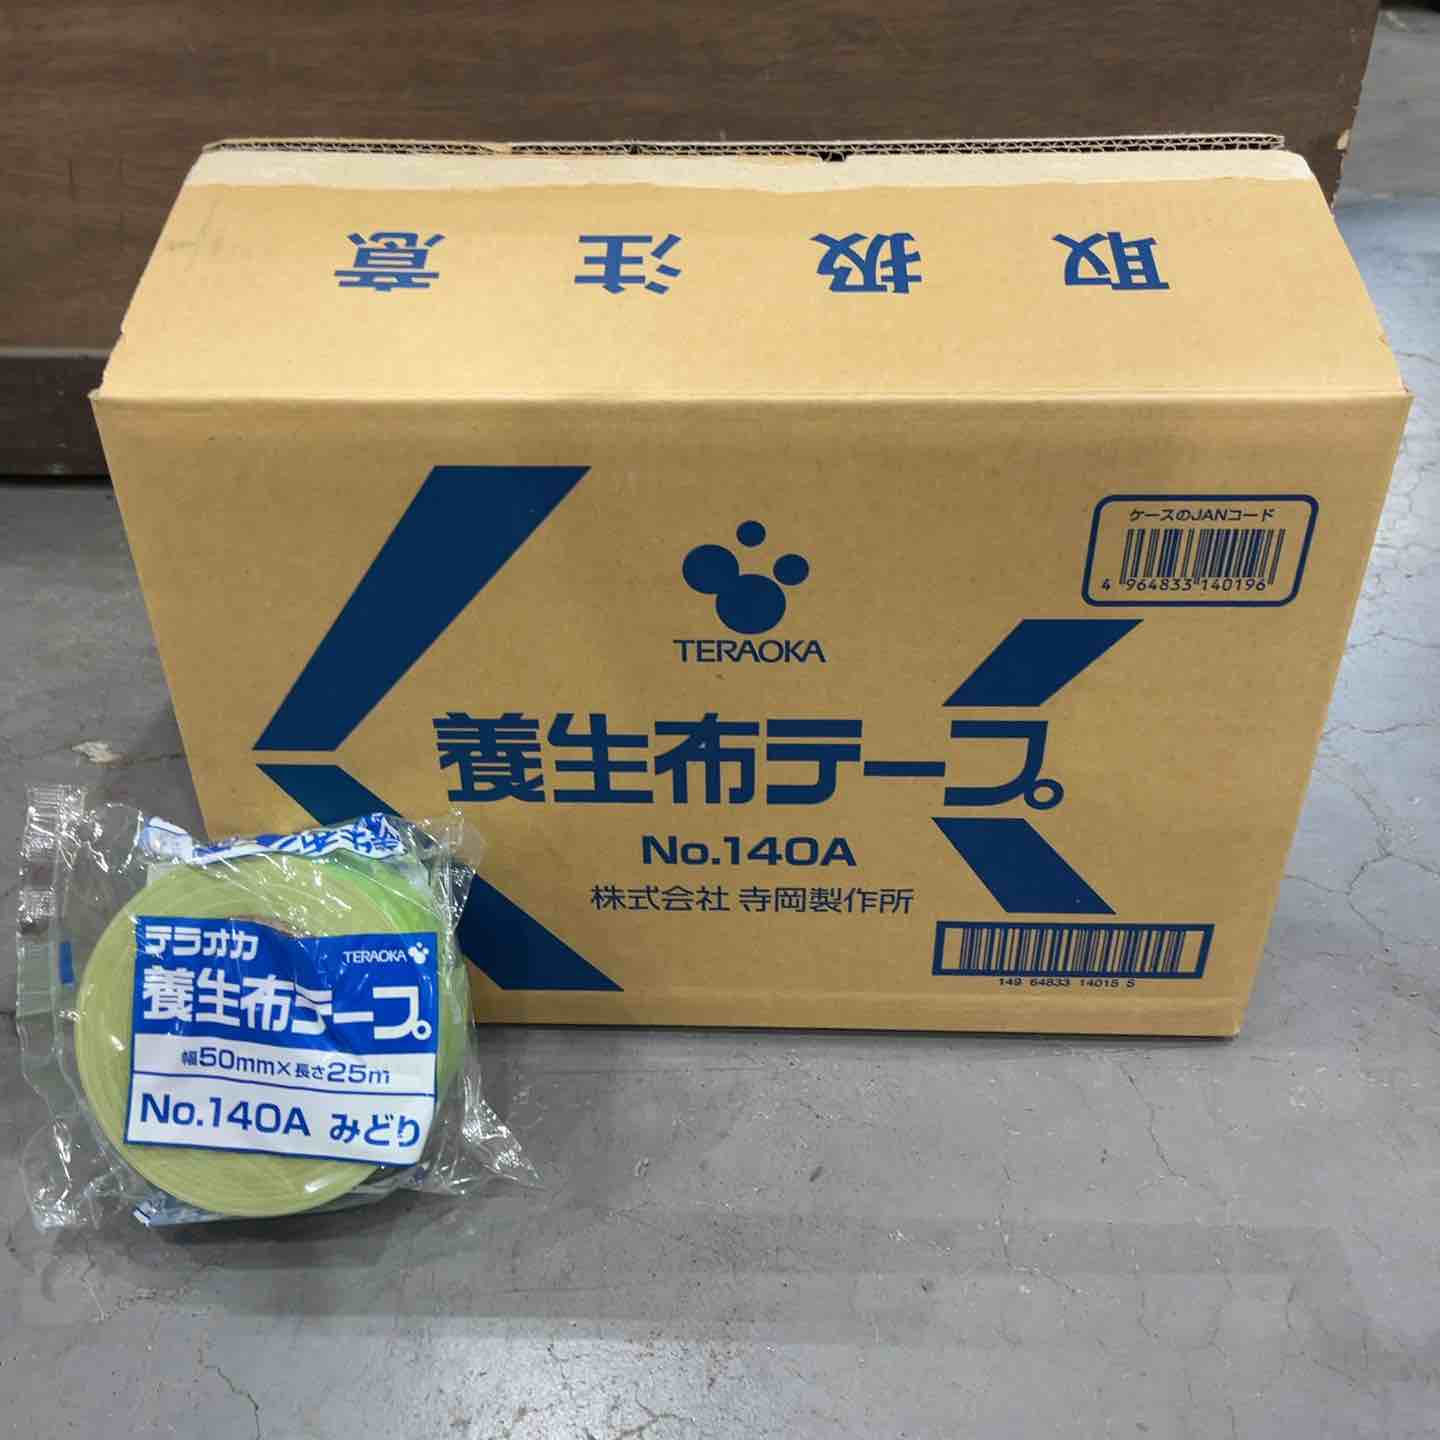 取扱注意
ケースのJANコード
4 964833 140196
TERAOKA
養生布テープ
No.140A
株式会社 寺岡製作所
149 64833 14015 5
テラオカ
TERAOKA
養生布テープ
幅50mm×長さ25m
No.140A みどり